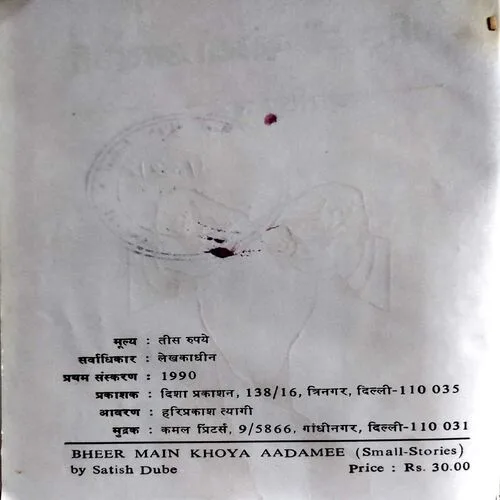 मूल्य : तीस रुपये
सर्वाधिकार : लेखकाधीन
प्रथम संस्करण : 1990
प्रकाशक : दिशा प्रकाशन, 138/16, त्रिनगर, दिल्ली-110 035
आवरण : हरिप्रकाश त्यागी
मुद्रक : कमल प्रिंटर्स, 9/5866, गांधीनगर, दिल्ली-110 031
BHEER MAIN KHOYA AADAMEE (Small-Stories)
by Satish Dube Price : Rs. 30.00